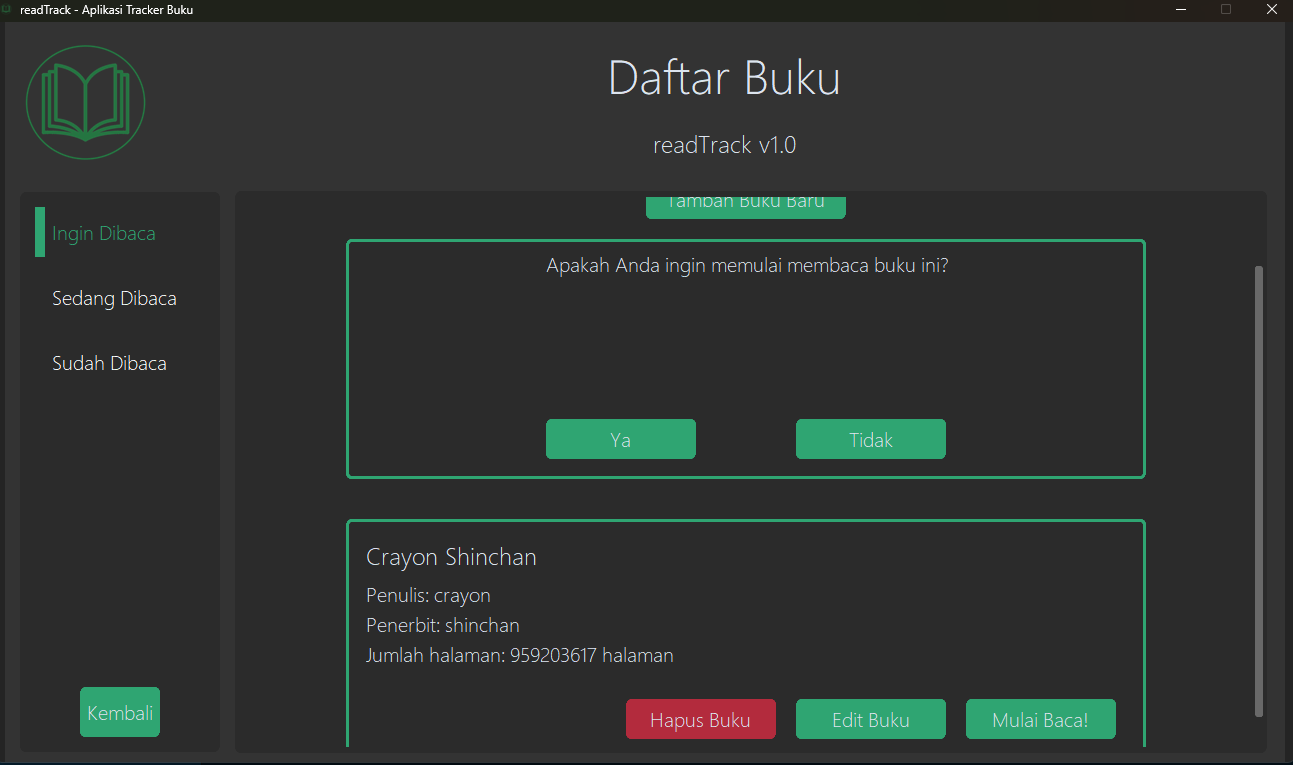 readTrack - Aplikasi Tracker Buku
Daftar Buku
readTrack v1.0
Ingin Dibaca
Sedang Dibaca
Sudah Dibaca
Kembali
Tambah Buku Baru
Apakah Anda ingin memulai membaca buku ini?
Ya
Tidak
Crayon Shinchan
Penulis: crayon
Penerbit: shinchan
Jumlah halaman: 959203617 halaman
Hapus Buku
Edit Buku
Mulai Baca!